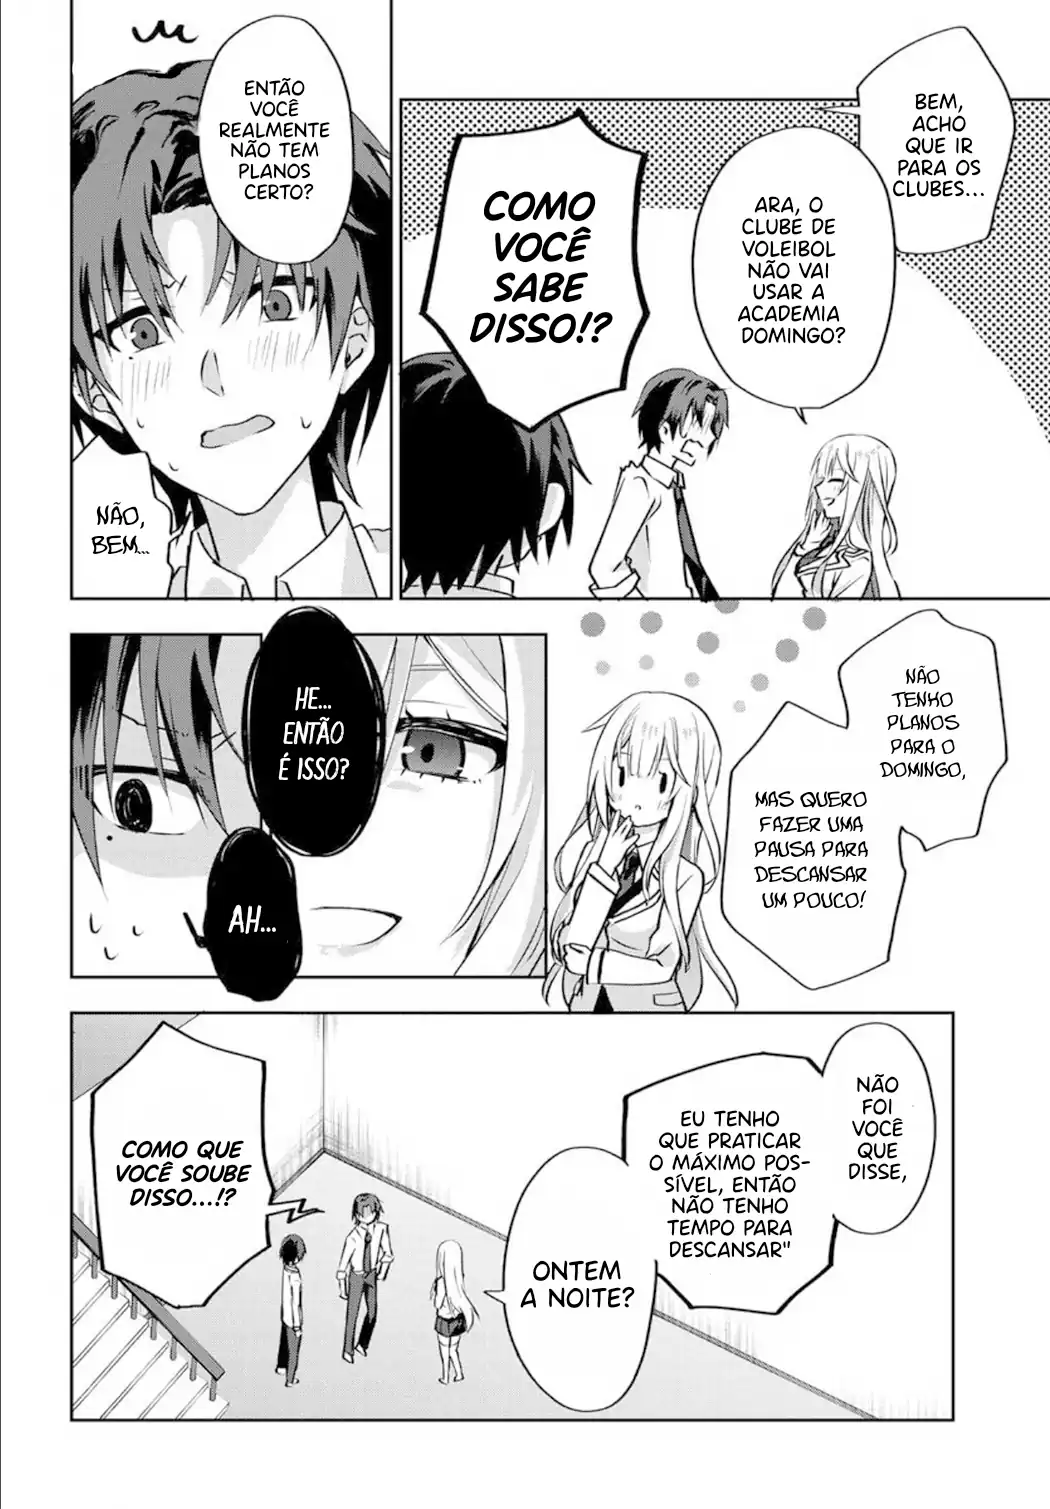 BEM,
ACHO
QUE IR
PARA OS
CLUBES...
ARA, O
CLUBE DE
VOLEIBOL
NÃO VAI
USAR A
ACADEMIA
DOMINGO?
COMO
VOCÊ
SABE
DISSO!?
ENTÃO
VOCÊ
REALMENTE
NÃO TEM
PLANOS
CERTO?
NÃO,
BEM...
NÃO
TENHO
PLANOS
PARA O
DOMINGO,
MAS QUERO
FAZER UMA
PAUSA PARA
DESCANSAR
UM POUCO!
HE...
ENTÃO
É ISSO?
AH...
NÃO
FOI
VOCÊ
QUE
DISSE,
EU TENHO
QUE PRATICAR
O MÁXIMO POS-
SÍVEL, ENTÃO
NÃO TENHO
TEMPO PARA
DESCANSAR"
ONTEM
A NOITE?
COMO QUE
VOCÊ SOUBE
DISSO...!?